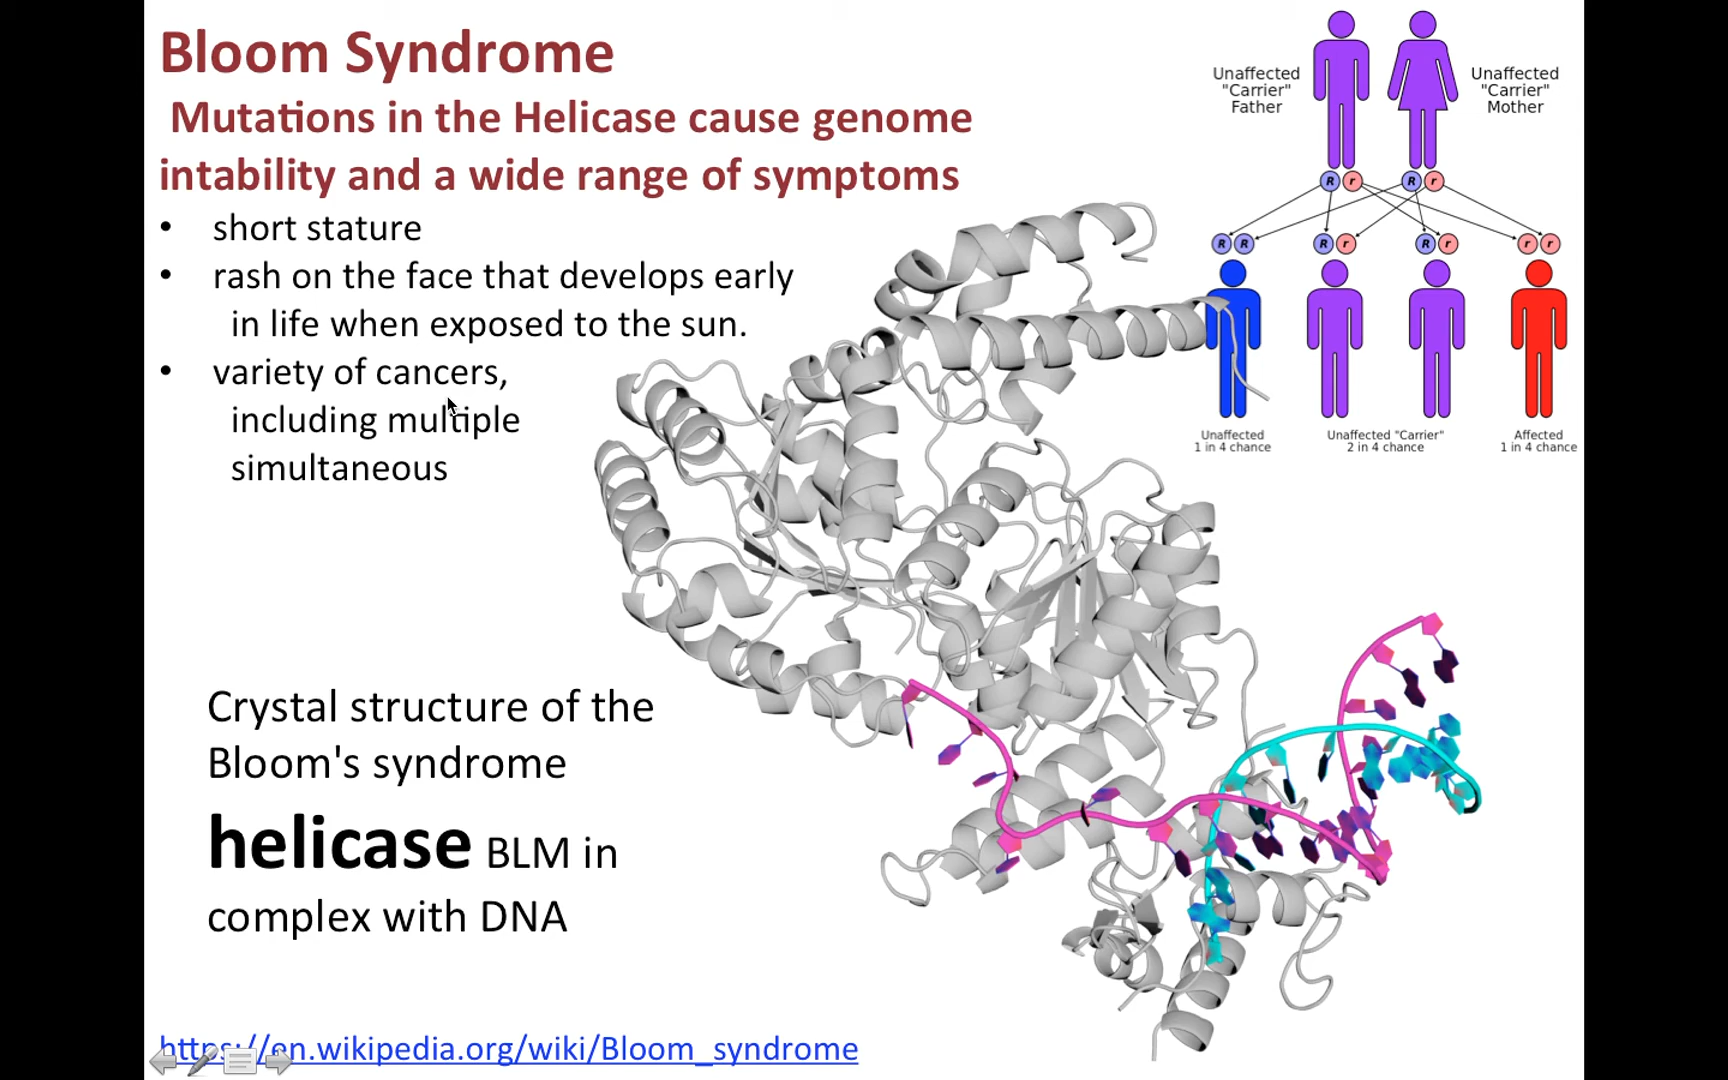 Bloom Syndrome
Mutations in the Helicase cause genome
intability and a wide range of symptoms
• short stature
• rash on the face that develops early
in life when exposed to the sun.
• variety of cancers,
including multiple
simultaneous
Crystal structure of the
Bloom's syndrome
helicase BLM in
complex with DNA
https://en.wikipedia.org/wiki/Bloom_syndrome
Unaffected
"Carrier"
Father
Unaffected
"Carrier"
Mother
R r R r
R R R r R r r r
Unaffected
1 in 4 chance
Unaffected "Carrier"
2 in 4 chance
Affected
1 in 4 chance